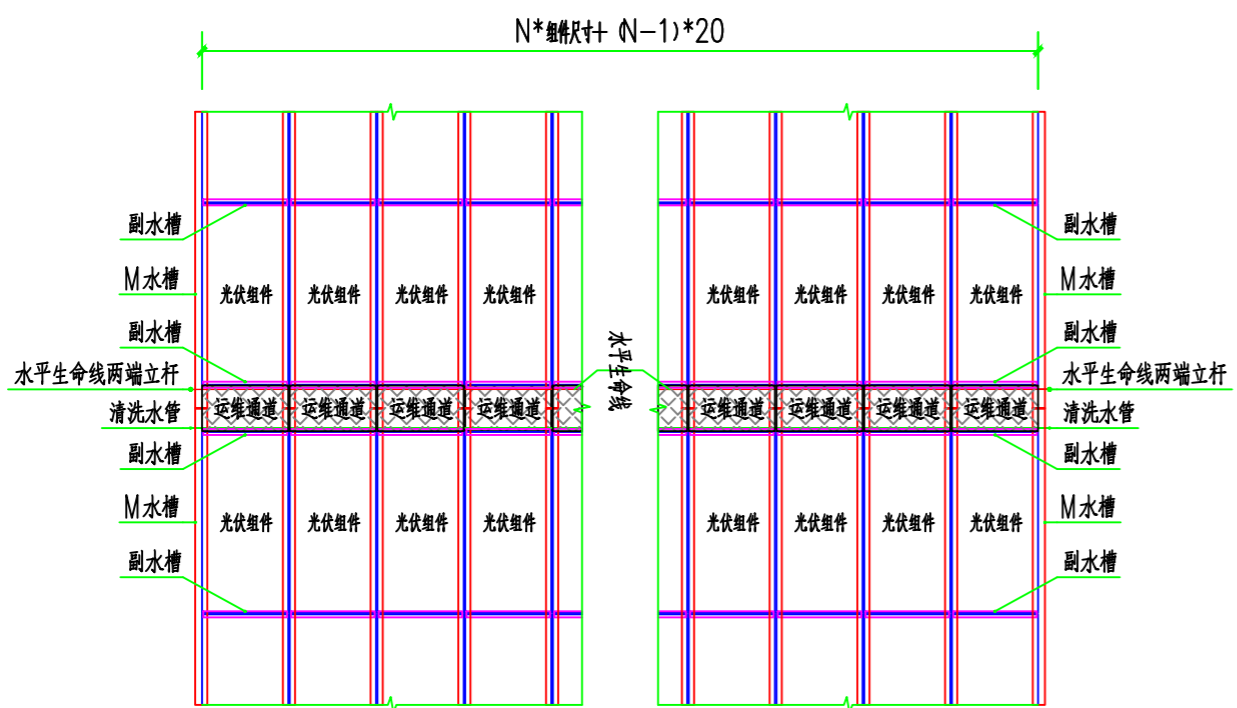 N*组件尺寸+（N-1）*20
副水槽
副水槽
M水槽
光伏组件 光伏组件 光伏组件 光伏组件
光伏组件 光伏组件 光伏组件 光伏组件
M水槽
副水槽
副水槽
水平生命线
水平生命线两端立杆
水平生命线两端立杆
清洗水管
运维通道 运维通道 运维通道 运维通道
运维通道 运维通道 运维通道 运维通道
清洗水管
副水槽
副水槽
M水槽
光伏组件 光伏组件 光伏组件 光伏组件
光伏组件 光伏组件 光伏组件 光伏组件
M水槽
副水槽
副水槽